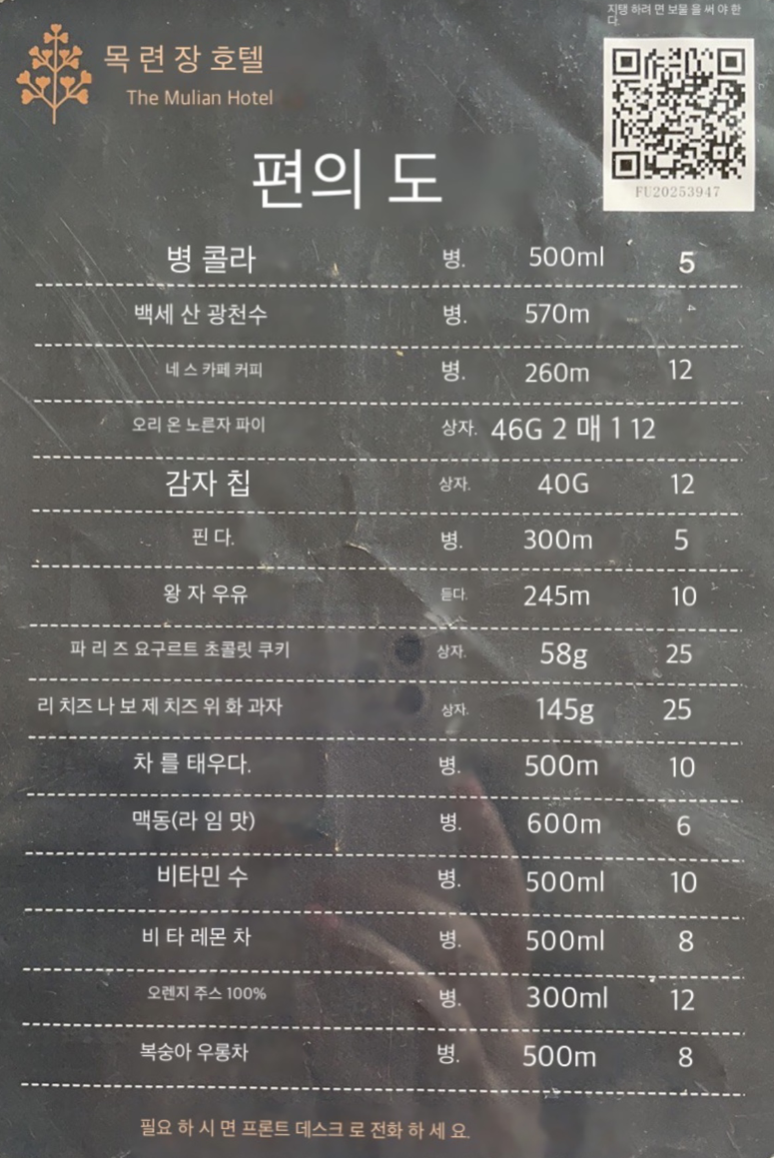 지탱 하려 면 보물 을 써 야 한
다.
목 련 장 호텔
The Mulian Hotel
FU20253947
편의 도
병 콜라 병. 500ml 5
백세 산 광천수 병. 570m 4
네 스 카페 커피 병. 260m 12
오리 온 노른자 파이 상자. 46G 2 매 1 12
감자 칩 상자. 40G 12
핀 다. 병. 300m 5
왕 자 우유 듣다. 245m 10
파 리 즈 요구르트 초콜릿 쿠키 상자. 58g 25
리 치즈 나 보 제 치즈 위 화 과자 상자. 145g 25
차 를 태우다. 병. 500m 10
맥동(라 임 맛) 병. 600m 6
비타민 수 병. 500ml 10
비 타 레몬 차 병. 500ml 8
오렌지 주스 100% 병. 300ml 12
복숭아 우롱차 병. 500m 8
필요 하 시 면 프론트 데스크 로 전화 하 세 요.